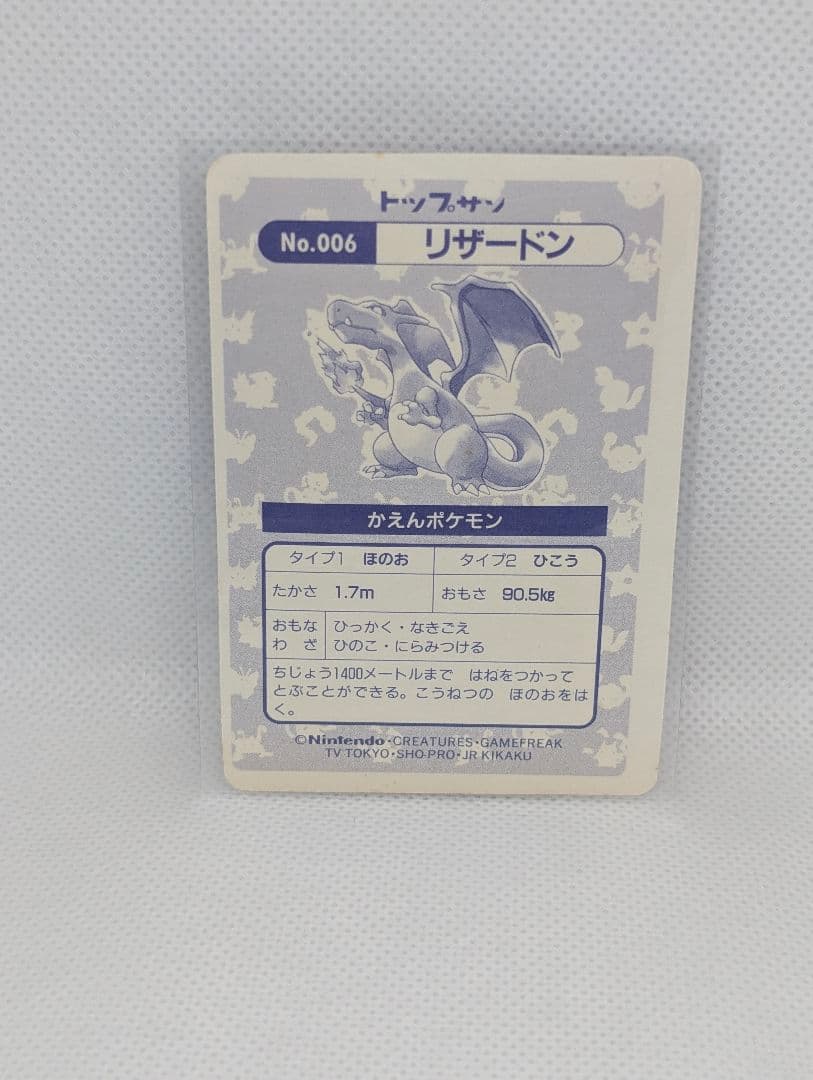 トップサン
No.006 リザードン
かえんポケモン
タイプ1 ほのお タイプ2 ひこう
たかさ 1.7m おもさ 90.5kg
おもな ひっかく・なきごえ
わ ざ ひのこ・にらみつける
ちじょう1400メートルまで はねをつかって
とぶことができる。こうねつの ほのおをは
く。
©Nintendo・CREATURES・GAMEFREAK
TV TOKYO・SHO-PRO・JR KIKAKU